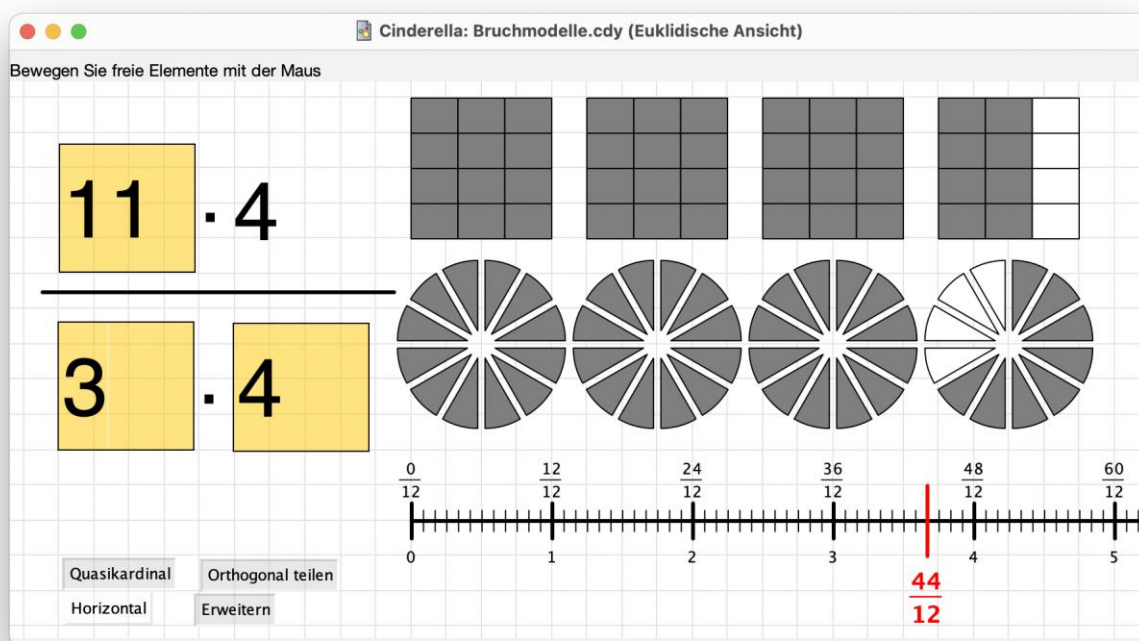 Cinderella: Bruchmodelle.cdy (Euklidische Ansicht)
Bewegen Sie freie Elemente mit der Maus
11 · 4
3 · 4
0 12 24 36 48 60
12 12 12 12 12 12
0 1 2 3 4 5
44
12
Quasikardinal Orthogonal teilen
Horizontal Erweitern